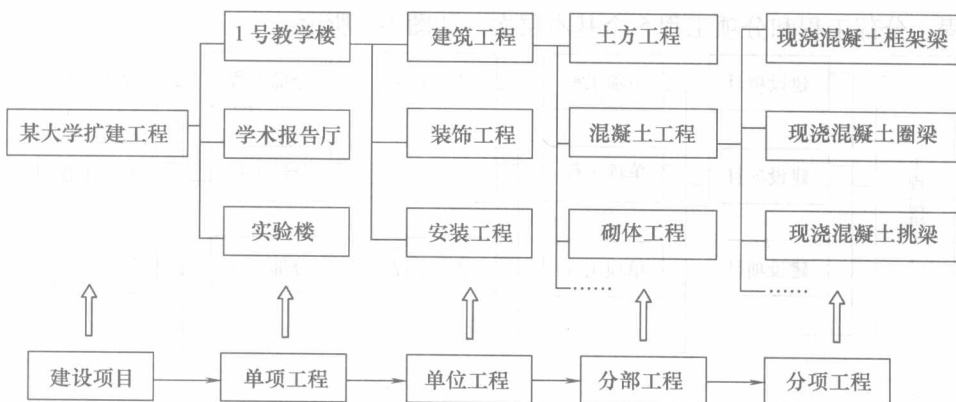 1号教学楼
建筑工程
土方工程
现浇混凝土框架梁
某大学扩建工程
学术报告厅
装饰工程
混凝土工程
现浇混凝土圈梁
实验楼
安装工程
砌体工程
现浇混凝土挑梁
……
……
建设项目
单项工程
单位工程
分部工程
分项工程